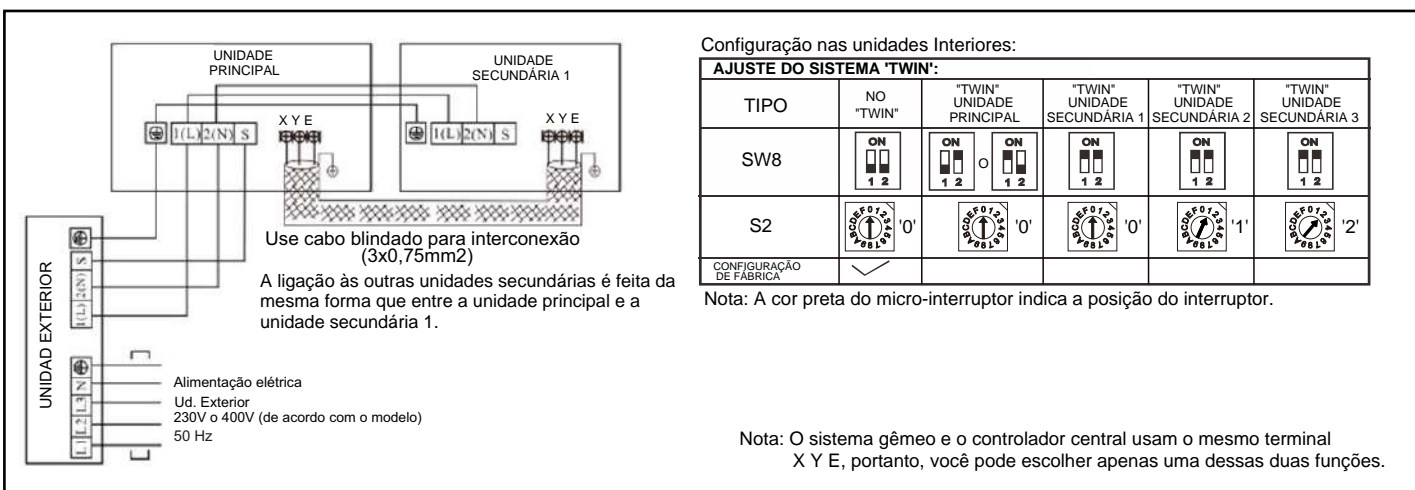 UNIDADE
PRINCIPAL
UNIDADE
SECUNDÁRIA 1
X Y E
X Y E
1(L) 2(N) S
1(L) 2(N) S
Use cabo blindado para interconexão
(3x0,75mm2)
A ligação às outras unidades secundárias é feita da
mesma forma que entre a unidade principal e a
unidade secundária 1.
UNIDAD EXTERIOR
1(L) 2(N) S
L1 L2 L3 N
Alimentação elétrica
Ud. Exterior
230V o 400V (de acordo com o modelo)
50 Hz
Configuração nas unidades Interiores:
AJUSTE DO SISTEMA 'TWIN':
TIPO
NO
"TWIN"
"TWIN"
UNIDADE
PRINCIPAL
"TWIN"
UNIDADE
SECUNDÁRIA 1
"TWIN"
UNIDADE
SECUNDÁRIA 2
"TWIN"
UNIDADE
SECUNDÁRIA 3
SW8
ON
1 2
ON
1 2
O
ON
1 2
ON
1 2
ON
1 2
ON
1 2
S2
0123456789ABCDEF
'0'
0123456789ABCDEF
'0'
0123456789ABCDEF
'0'
0123456789ABCDEF
'1'
0123456789ABCDEF
'2'
CONFIGURAÇÃO
DE FÁBRICA
Nota: A cor preta do micro-interruptor indica a posição do interruptor.
Nota: O sistema gêmeo e o controlador central usam o mesmo terminal
X Y E, portanto, você pode escolher apenas uma dessas duas funções.